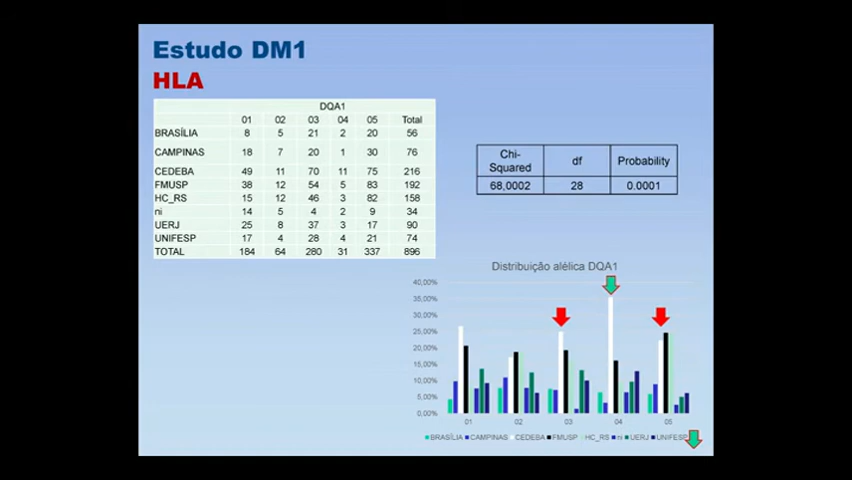 Estudo DM1
HLA
DQA1
01 02 03 04 05 Total
BRASÍLIA 8 5 21 2 20 56
CAMPINAS 18 7 20 1 30 76
CEDEBA 49 11 70 11 75 216
FMUSP 38 12 54 5 83 192
HC_RS 15 12 46 3 82 158
ni 14 5 4 2 9 34
UERJ 25 8 37 3 17 90
UNIFESP 17 4 28 4 21 74
TOTAL 184 64 280 31 337 896
Chi-
Squared df Probability
68,0002 28 0.0001
Distribuição alélica DQA1
40,00%
35,00%
30,00%
25,00%
20,00%
15,00%
10,00%
5,00%
0,00%
01 02 03 04 05
BRASÍLIA CAMPINAS CEDEBA FMUSP HC_RS ni UERJ UNIFESP